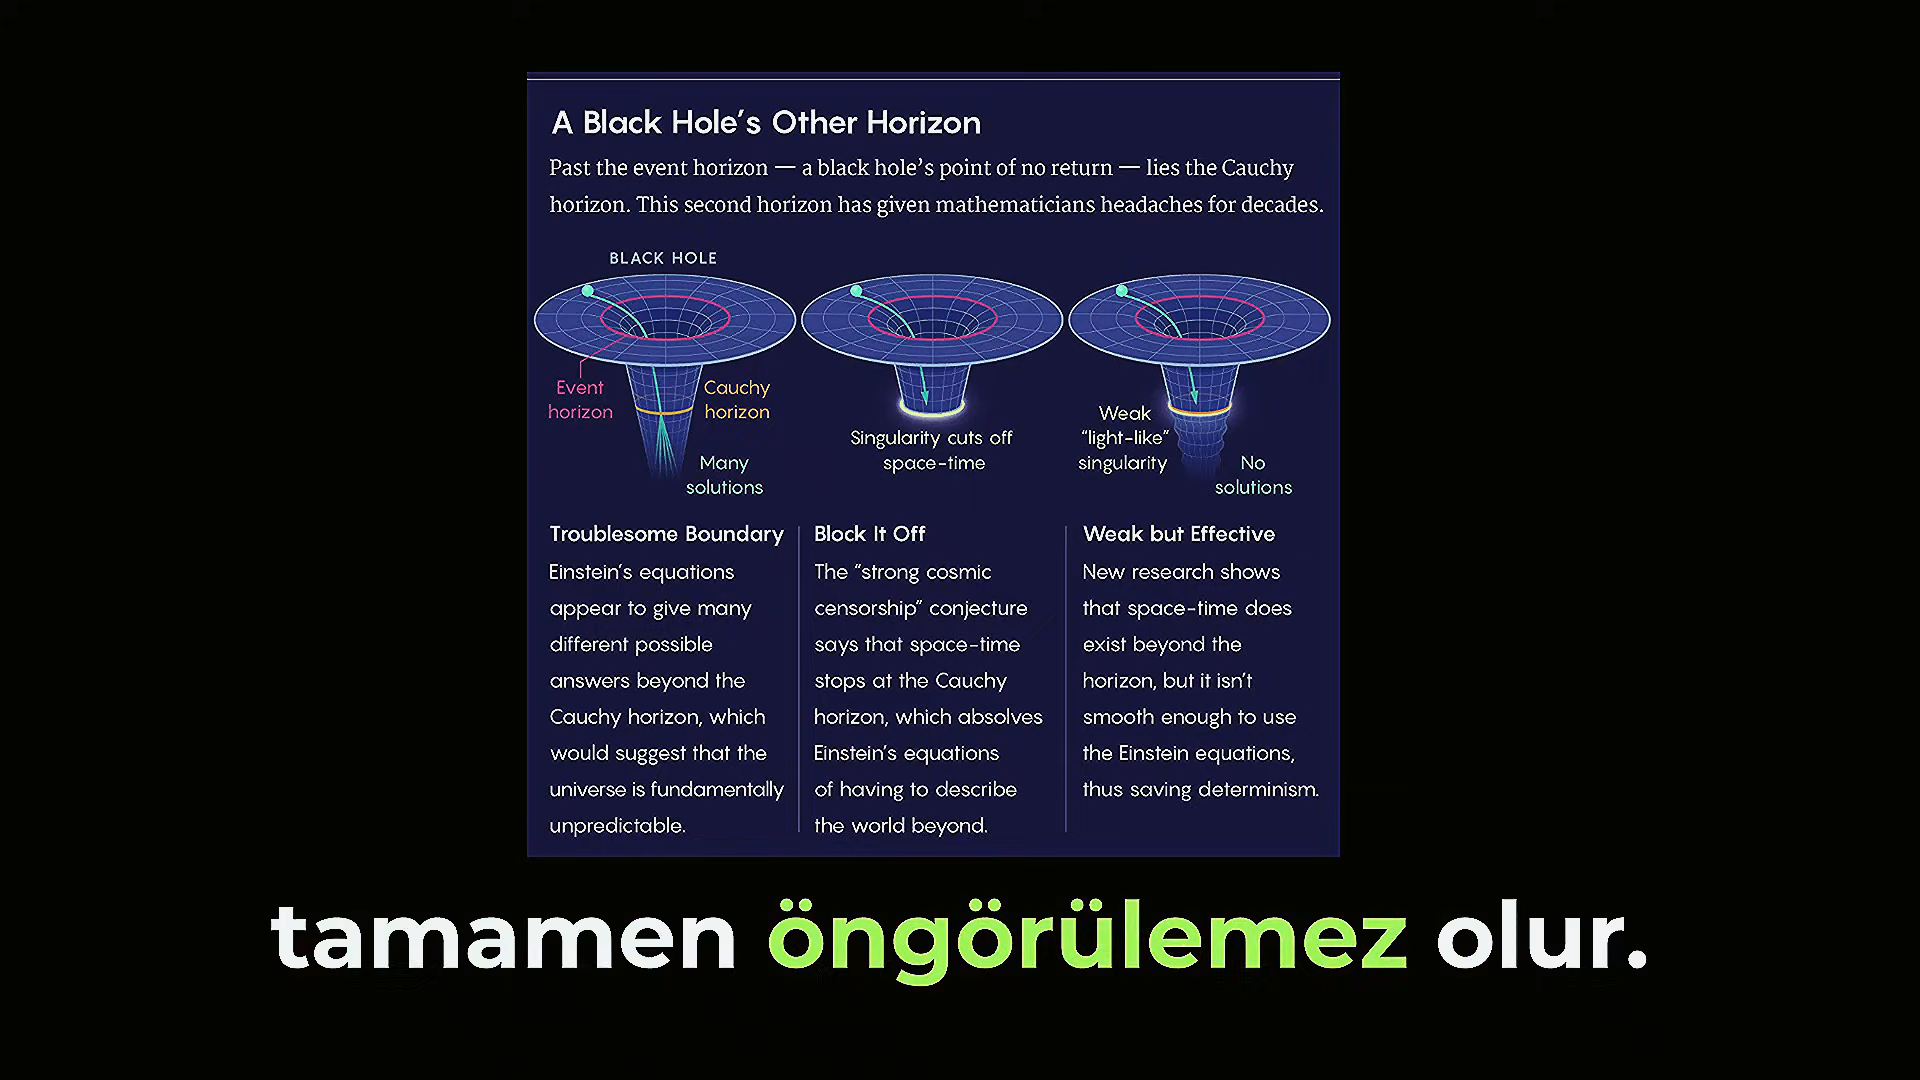 A Black Hole’s Other Horizon
Past the event horizon — a black hole’s point of no return — lies the Cauchy
horizon. This second horizon has given mathematicians headaches for decades.
BLACK HOLE
Event
horizon
Cauchy
horizon
Many
solutions
Singularity cuts off
space-time
Weak
“light-like”
singularity
No
solutions
Troublesome Boundary
Einstein’s equations
appear to give many
different possible
answers beyond the
Cauchy horizon, which
would suggest that the
universe is fundamentally
unpredictable.
Block It Off
The “strong cosmic
censorship” conjecture
says that space-time
stops at the Cauchy
horizon, which absolves
Einstein’s equations
of having to describe
the world beyond.
Weak but Effective
New research shows
that space-time does
exist beyond the
horizon, but it isn’t
smooth enough to use
the Einstein equations,
thus saving determinism.
tamamen öngörülemez olur.